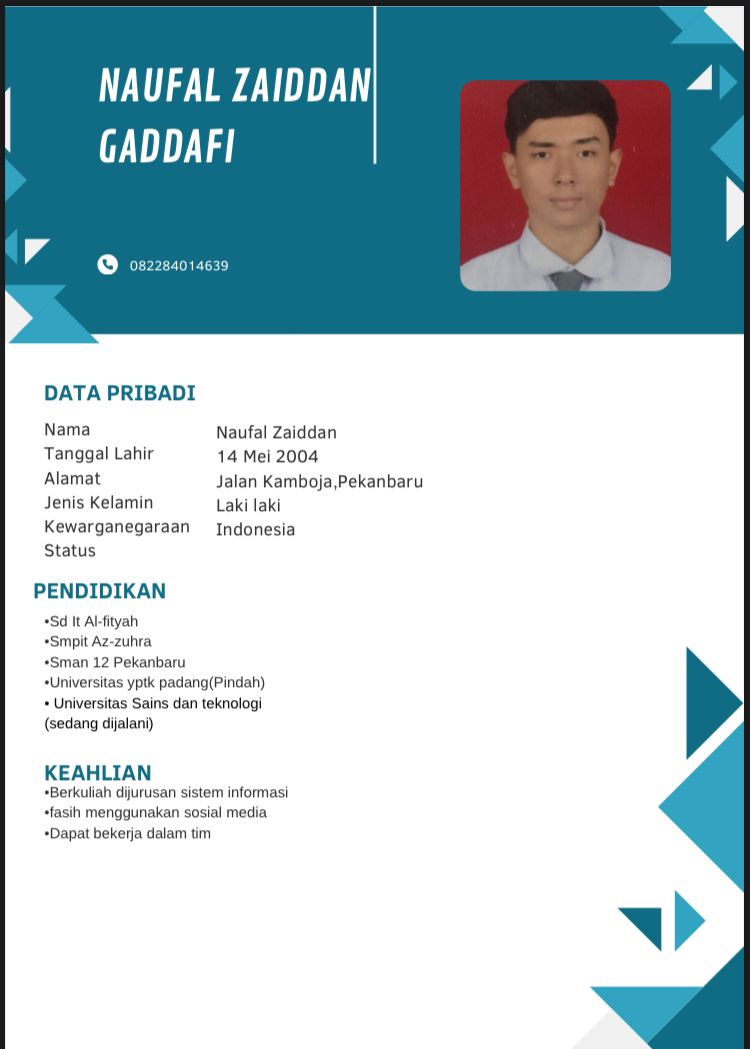 NAUFAL ZAIDDAN
GADDAFI
082284014639
DATA PRIBADI
Nama Naufal Zaiddan
Tanggal Lahir 14 Mei 2004
Alamat Jalan Kamboja,Pekanbaru
Jenis Kelamin Laki laki
Kewarganegaraan Indonesia
Status
PENDIDIKAN
•Sd It Al-fityah
•Smpit Az-zuhra
•Sman 12 Pekanbaru
•Universitas yptk padang(Pindah)
• Universitas Sains dan teknologi
(sedang dijalani)
KEAHLIAN
•Berkuliah dijurusan sistem informasi
•fasih menggunakan sosial media
•Dapat bekerja dalam tim